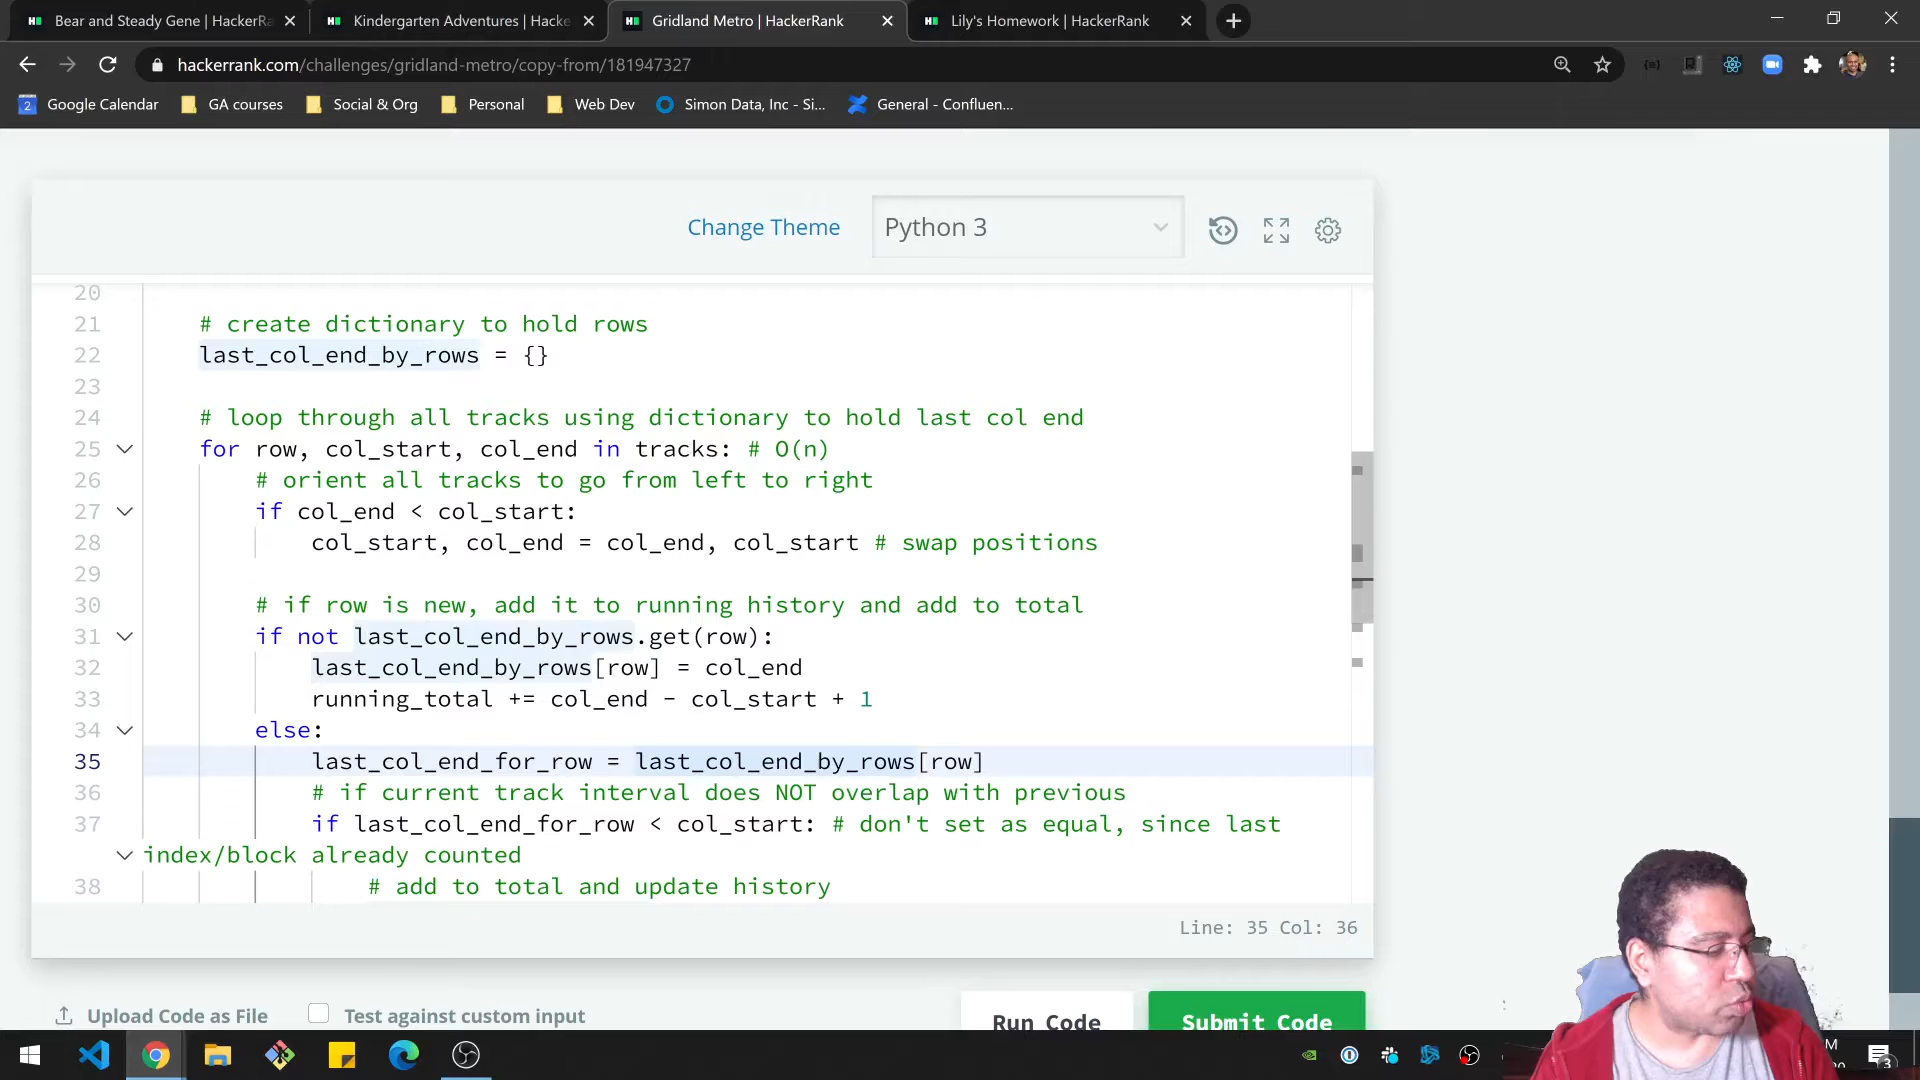 Bear and Steady Gene | HackerRa
Kindergarten Adventures | Hacke
Gridland Metro | HackerRank
Lily's Homework | HackerRank
hackerrank.com/challenges/gridland-metro/copy-from/181947327
Google Calendar
GA courses
Social & Org
Personal
Web Dev
Simon Data, Inc - Si...
General - Confluen...
Change Theme
Python 3
20
21 # create dictionary to hold rows
22 last_col_end_by_rows = {}
23
24 # loop through all tracks using dictionary to hold last col end
25 for row, col_start, col_end in tracks: # O(n)
26 # orient all tracks to go from left to right
27 if col_end < col_start:
28 col_start, col_end = col_end, col_start # swap positions
29
30 # if row is new, add it to running history and add to total
31 if not last_col_end_by_rows.get(row):
32 last_col_end_by_rows[row] = col_end
33 running_total += col_end - col_start + 1
34 else:
35 last_col_end_for_row = last_col_end_by_rows[row]
36 # if current track interval does NOT overlap with previous
37 if last_col_end_for_row < col_start: # don't set as equal, since last
index/block already counted
38 # add to total and update history
Line: 35 Col: 36
Upload Code as File
Test against custom input
Run Code
Submit Code